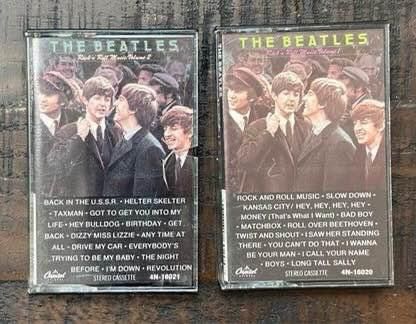 THE BEATLES
Rock 'n' Roll Music Volume 2
BACK IN THE U.S.S.R. • HELTER SKELTER
• TAXMAN • GOT TO GET YOU INTO MY
LIFE • HEY BULLDOG • BIRTHDAY • GET
BACK • DIZZY MISS LIZZIE • ANY TIME AT
ALL • DRIVE MY CAR • EVERYBODY'S
TRYING TO BE MY BABY • THE NIGHT
BEFORE • I'M DOWN • REVOLUTION
Capitol
STEREO CASSETTE
4N-16021
THE BEATLES
THE BEATLES
Rock 'n' Roll Music Volume 1
ROCK AND ROLL MUSIC • SLOW DOWN •
KANSAS CITY / HEY, HEY, HEY, HEY •
MONEY (That's What I Want) • BAD BOY
• MATCHBOX • ROLL OVER BEETHOVEN •
TWIST AND SHOUT • I SAW HER STANDING
THERE • YOU CAN'T DO THAT • I WANNA
BE YOUR MAN • I CALL YOUR NAME
• BOYS • LONG TALL SALLY
Capitol
STEREO CASSETTE
4N-16020